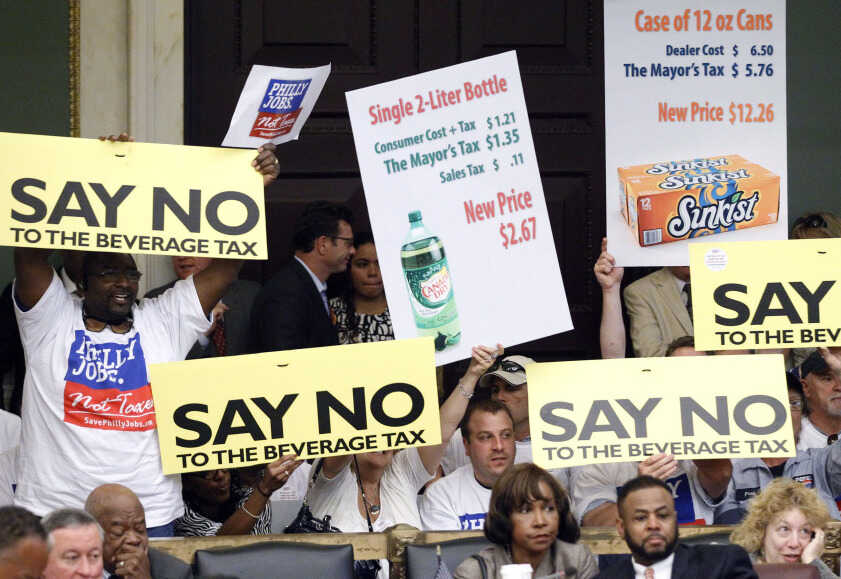 PHILLY
JOBS.
Not Taxes
Single 2-Liter Bottle
Consumer Cost + Tax $ 1.21
The Mayor's Tax $ 1.35
Sales Tax $ .11
New Price
$2.67
CANADA
DRY
Case of 12 oz Cans
Dealer Cost $ 6.50
The Mayor's Tax $ 5.76
New Price $12.26
12
Sunkist
Sunkist
SAY NO
TO THE BEVERAGE TAX
PHILLY
JOBS.
Not Taxes
SavePhillyJobs.com
SAY NO
TO THE BEVERAGE TAX
SAY NO
TO THE BEVERAGE TAX
SAY
TO THE BEVERAGE